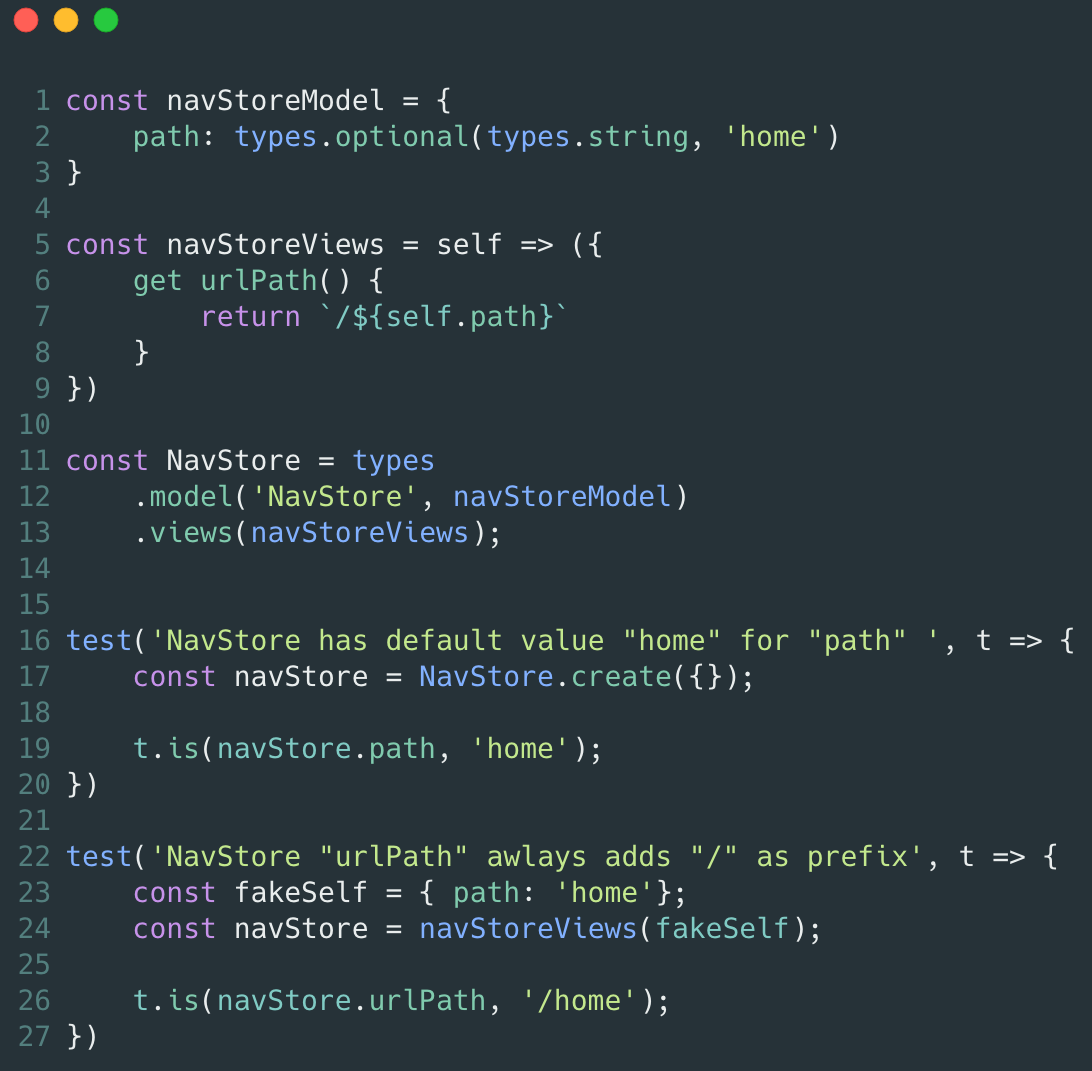 1 const navStoreModel = {
2     path: types.optional(types.string, 'home')
3 }
4
5 const navStoreViews = self => ({
6     get urlPath() {
7         return `/${self.path}`
8     }
9 })
10
11 const NavStore = types
12     .model('NavStore', navStoreModel)
13     .views(navStoreViews);
14
15
16 test('NavStore has default value "home" for "path" ', t => {
17     const navStore = NavStore.create({});
18
19     t.is(navStore.path, 'home');
20 })
21
22 test('NavStore "urlPath" awlays adds "/" as prefix', t => {
23     const fakeSelf = { path: 'home'};
24     const navStore = navStoreViews(fakeSelf);
25
26     t.is(navStore.urlPath, '/home');
27 })